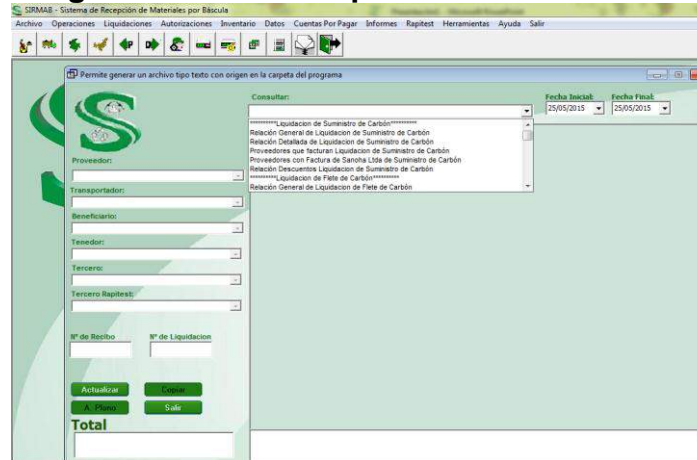 SIRMAB - Sistema de Recepción de Materiales por Báscula
Archivo Operaciones Liquidaciones Autorizaciones Inventario Datos Cuentas Por Pagar Informes Rapitest Herramientas Ayuda Salir
Permite generar un archivo tipo texto con origen en la carpeta del programa
Consultar:
Fecha Inicial: Fecha Final:
25/05/2015 25/05/2015
**********Liquidacion de Suministro de Carbón**********
Relación General de Liquidacion de Suministro de Carbón
Relación Detallada de Liquidacion de Suministro de Carbón
Proveedores que facturan Liquidacion de Suministro de Carbón
Proveedores con Factura de Sanoha Ltda de Suministro de Carbón
Relación Descuentos Liquidacion de Suministro de Carbón
**********Liquidacion de Flete de Carbón**********
Relación General de Liquidacion de Flete de Carbón
Proveedor:
Transportador:
Beneficiario:
Tenedor:
Tercero:
Tercero Rapitest:
Nº de Recibo Nº de Liquidacion
Actualizar Copiar
A. Plano Salir
Total